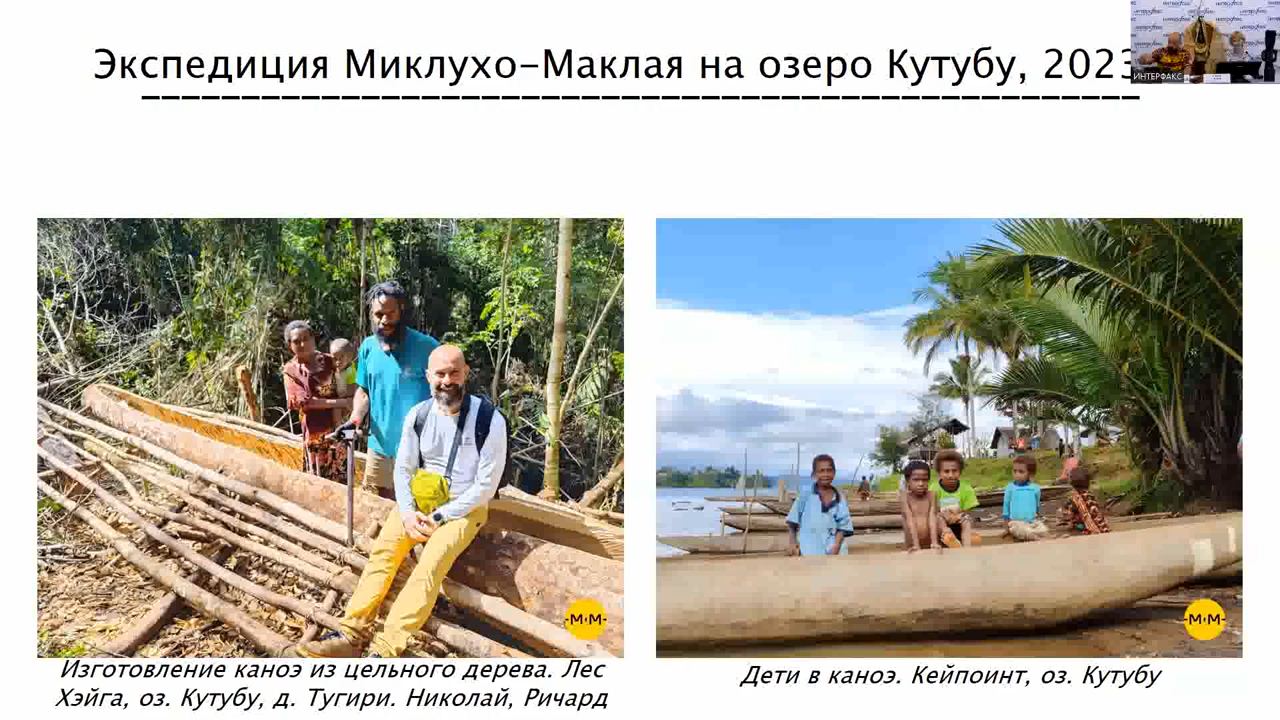 Экспедиция Миклухо-Маклая на озеро Кутубу, 2023
ИНТЕРФАКС
М·М
М·М
Изготовление каноэ из цельного дерева. Лес
Хэйга, оз. Кутубу, д. Тугири. Николай, Ричард
Дети в каноэ. Кейпоинт, оз. Кутубу